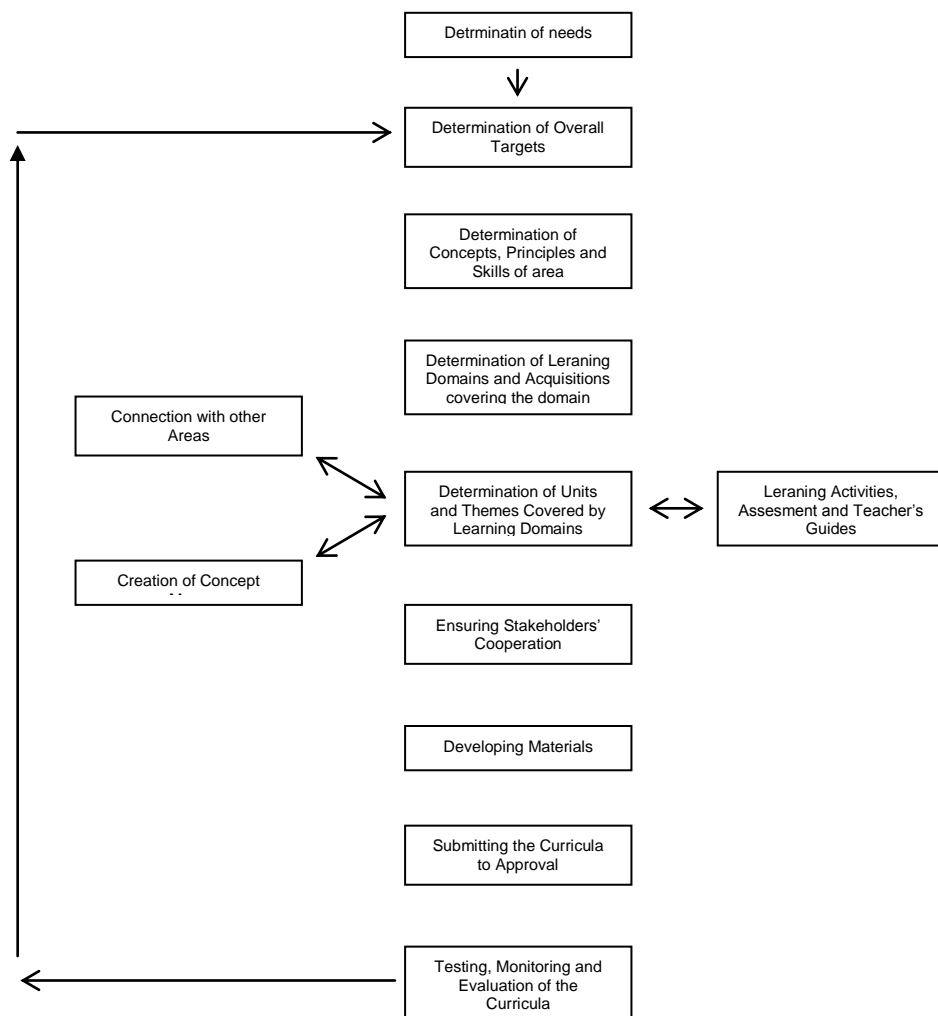 Detrminatin of needs
Determination of Overall
Targets
Determination of
Concepts, Principles and
Skills of area
Determination of Leraning
Domains and Acquisitions
covering the domain
Connection with other
Areas
Determination of Units
and Themes Covered by
Learning Domains
Leraning Activities,
Assesment and Teacher's
Guides
Creation of Concept
Ensuring Stakeholders'
Cooperation
Developing Materials
Submitting the Curricula
to Approval
Testing, Monitoring and
Evaluation of the
Curricula